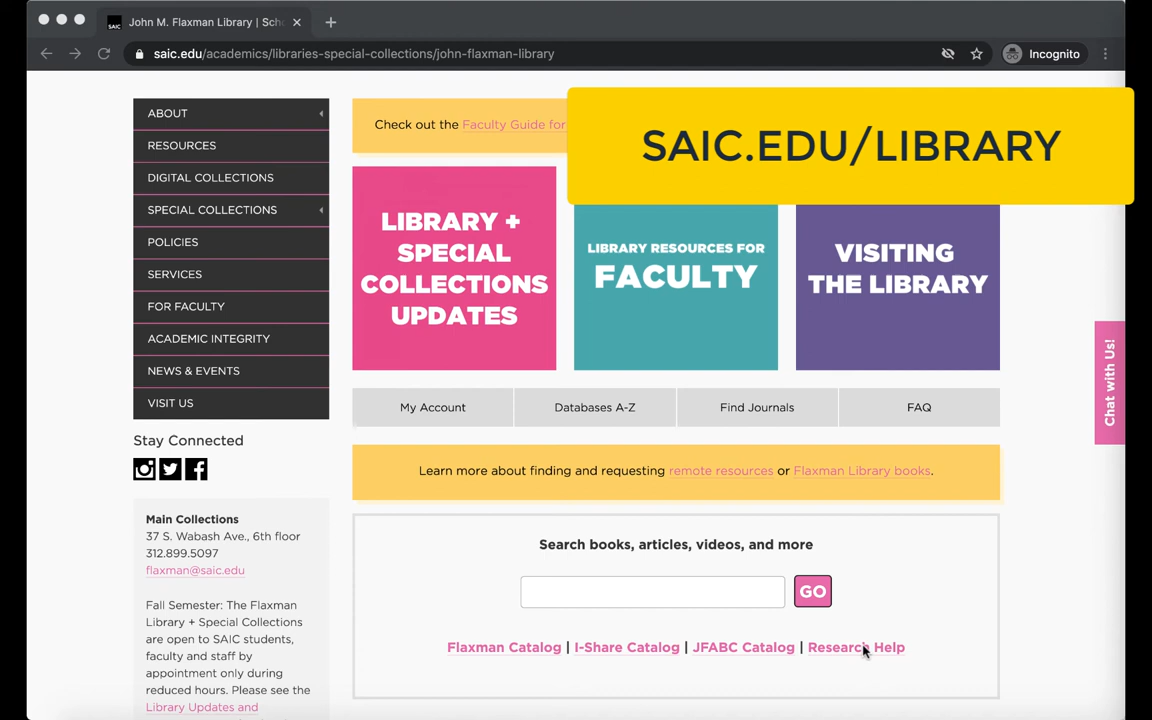 SAIC
John M. Flaxman Library | Sch
saic.edu/academics/libraries-special-collections/john-flaxman-library
Incognito
ABOUT
RESOURCES
DIGITAL COLLECTIONS
SPECIAL COLLECTIONS
POLICIES
SERVICES
FOR FACULTY
ACADEMIC INTEGRITY
NEWS & EVENTS
VISIT US
Stay Connected
Main Collections
37 S. Wabash Ave., 6th floor
312.899.5097
flaxman@saic.edu
Fall Semester: The Flaxman
Library + Special Collections
are open to SAIC students,
faculty and staff by
appointment only during
reduced hours. Please see the
Library Updates and
Check out the Faculty Guide for
SAIC.EDU/LIBRARY
LIBRARY +
SPECIAL
COLLECTIONS
UPDATES
LIBRARY RESOURCES FOR
FACULTY
VISITING
THE LIBRARY
My Account
Databases A-Z
Find Journals
FAQ
Learn more about finding and requesting remote resources or Flaxman Library books.
Search books, articles, videos, and more
GO
Flaxman Catalog | I-Share Catalog | JFABC Catalog | Research Help
Chat with Us!